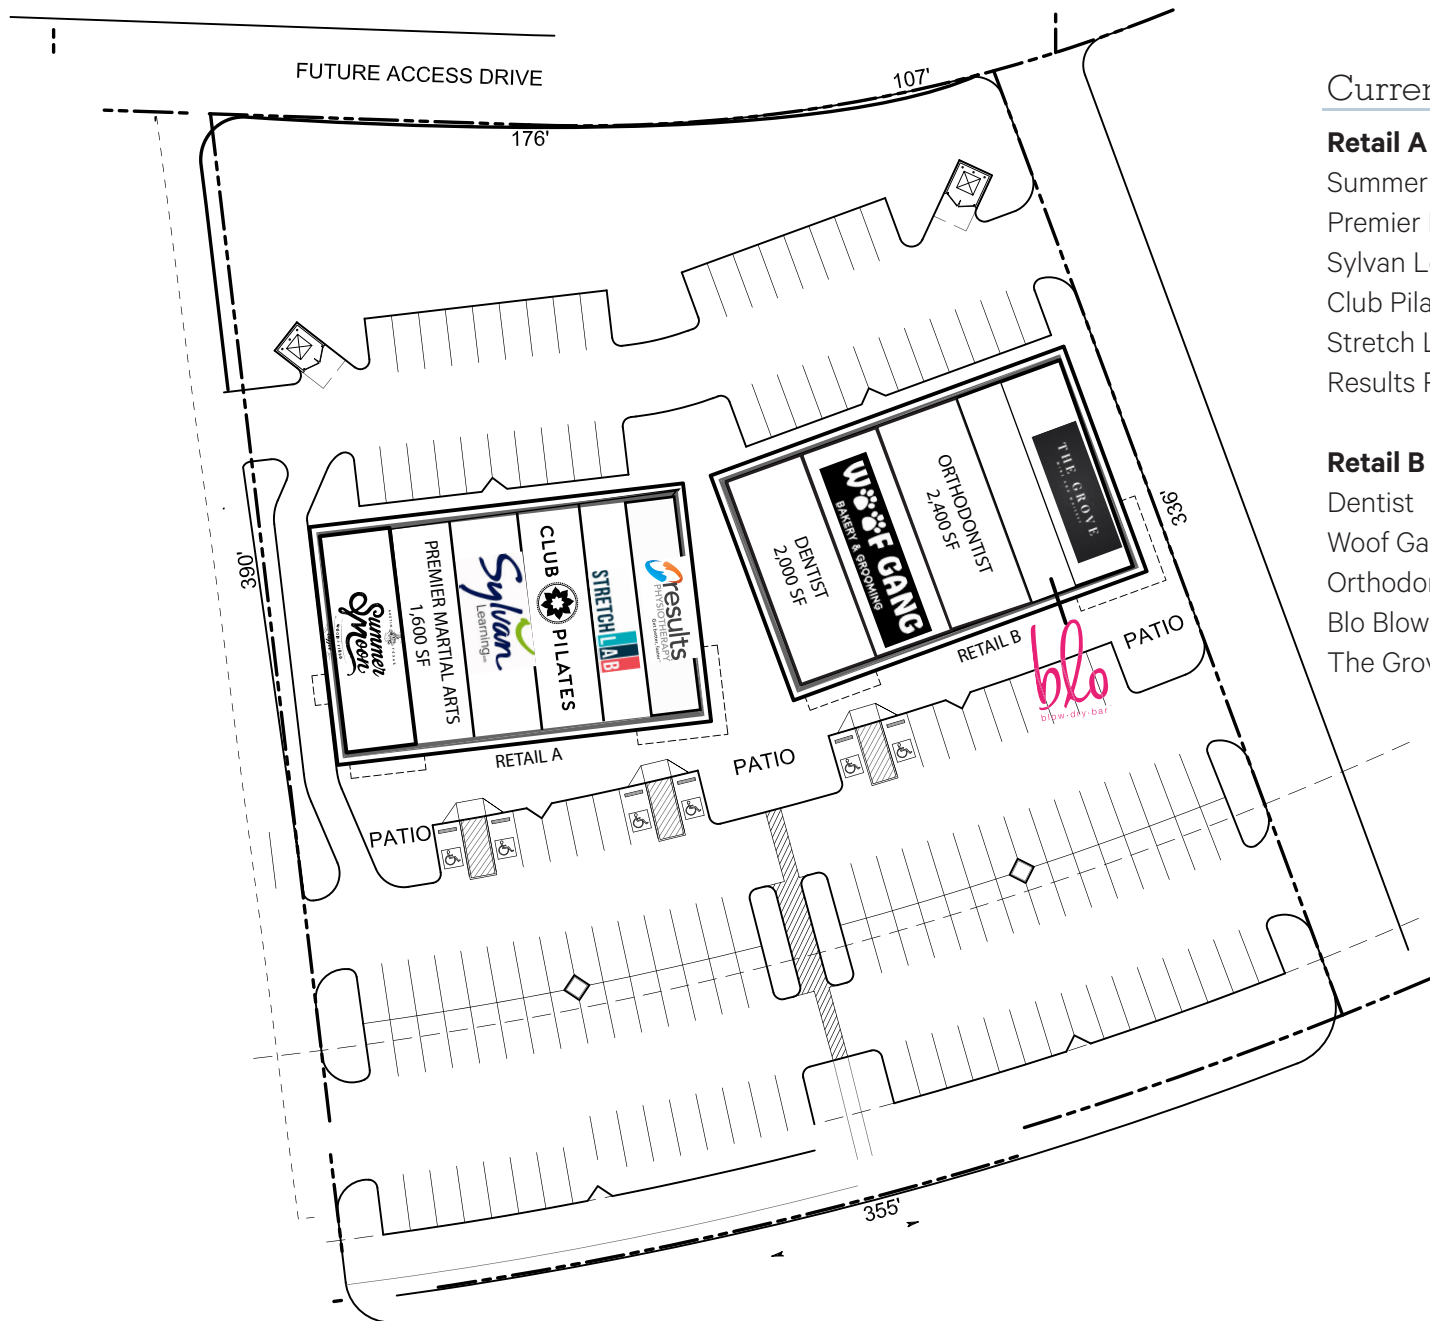 FUTURE ACCESS DRIVE
107'
176'
390'
336'
355'
Summer
Moon
PREMIER MARTIAL ARTS
1,600 SF
Sylvan
Learning
CLUB PILATES
STRETCHLAB
results
PHYSIOTHERAPY
RETAIL A
DENTIST
2,000 SF
WOOF GANG
BAKERY & GROOMING
ORTHODONTIST
2,400 SF
THE GROVE
RETAIL B
blo
blow-dry-bar
PATIO
PATIO
PATIO
Curren
Retail A
Summer
Premier
Sylvan L
Club Pila
Stretch L
Results
Retail B
Dentist
Woof Ga
Orthodo
Blo Blow
The Grov